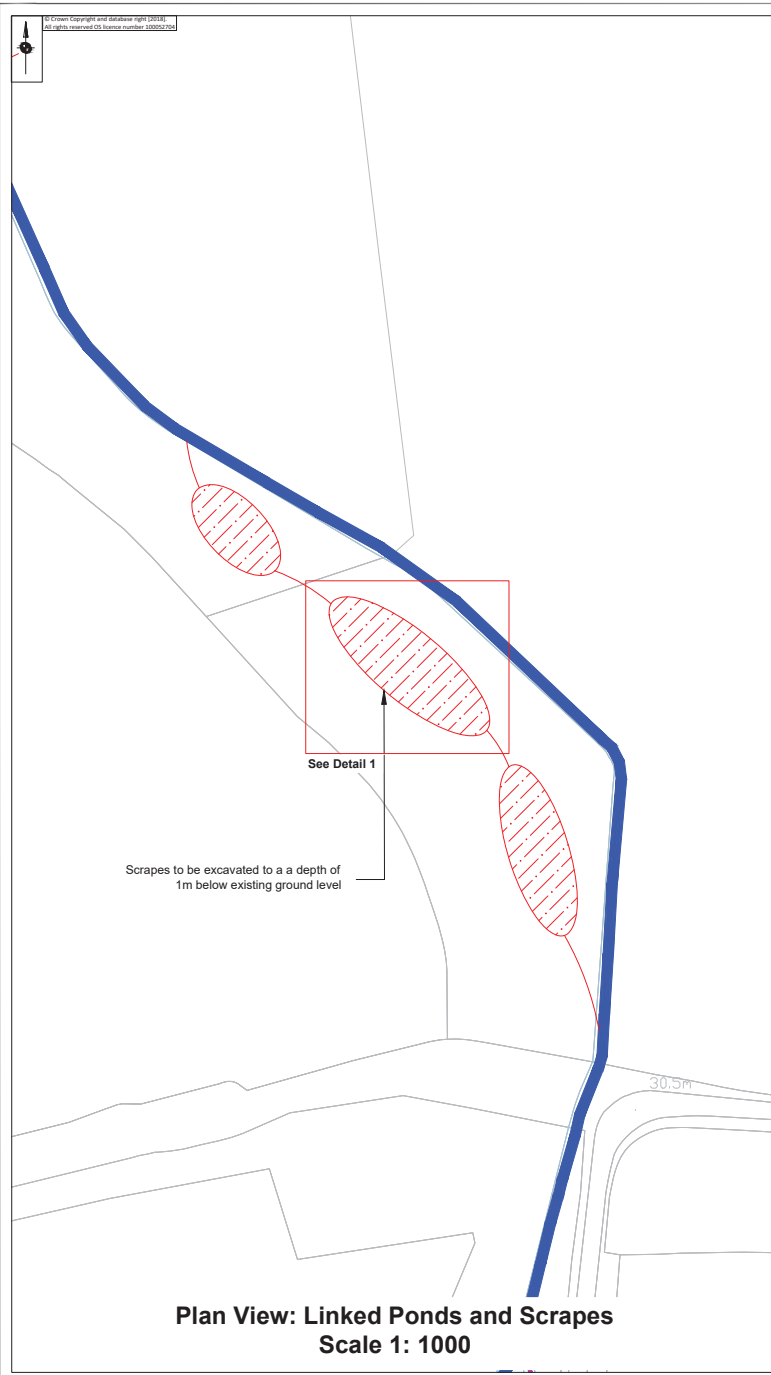 © Crown Copyright and database right [2018].
All rights reserved OS licence number 100052704
See Detail 1
Scrapes to be excavated to a a depth of
1m below existing ground level
30.5m
Plan View: Linked Ponds and Scrapes
Scale 1: 1000